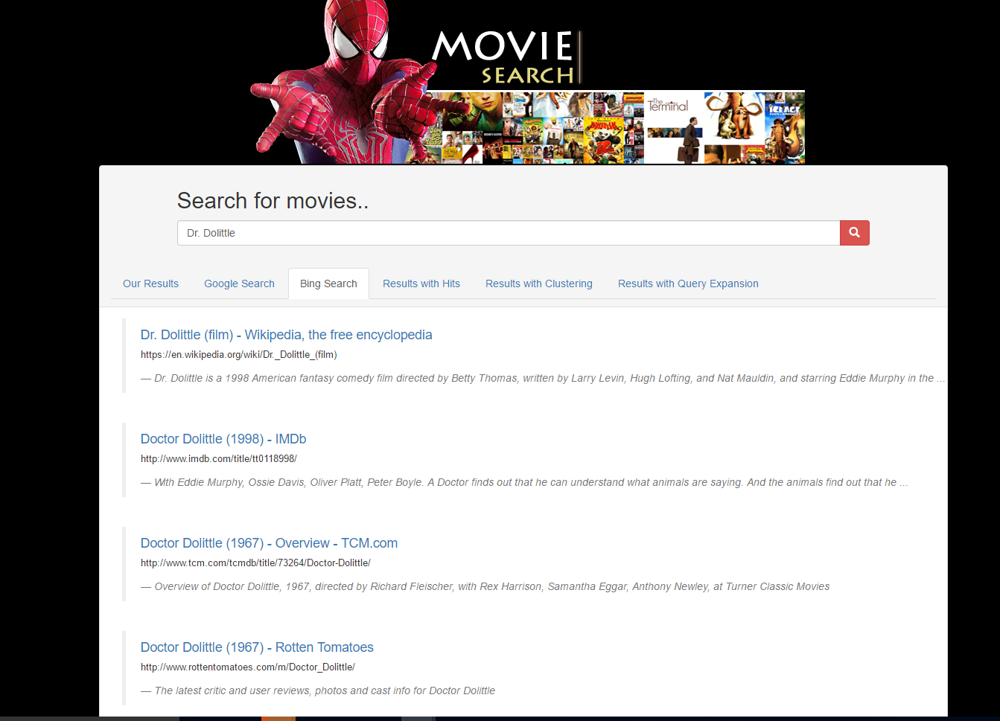 MOVIE
SEARCH
The
Terminal
ICE AGE
Search for movies..
Dr. Dolittle
Our Results Google Search Bing Search Results with Hits Results with Clustering Results with Query Expansion
Dr. Dolittle (film) - Wikipedia, the free encyclopedia
https://en.wikipedia.org/wiki/Dr._Dolittle_(film)
— Dr. Dolittle is a 1998 American fantasy comedy film directed by Betty Thomas, written by Larry Levin, Hugh Lofting, and Nat Mauldin, and starring Eddie Murphy in the ...
Doctor Dolittle (1998) - IMDb
http://www.imdb.com/title/tt0118998/
— With Eddie Murphy, Ossie Davis, Oliver Platt, Peter Boyle. A Doctor finds out that he can understand what animals are saying. And the animals find out that he ...
Doctor Dolittle (1967) - Overview - TCM.com
http://www.tcm.com/tcmdb/title/73264/Doctor-Dolittle/
— Overview of Doctor Dolittle, 1967, directed by Richard Fleischer, with Rex Harrison, Samantha Eggar, Anthony Newley, at Turner Classic Movies
Doctor Dolittle (1967) - Rotten Tomatoes
http://www.rottentomatoes.com/m/Doctor_Dolittle/
— The latest critic and user reviews, photos and cast info for Doctor Dolittle